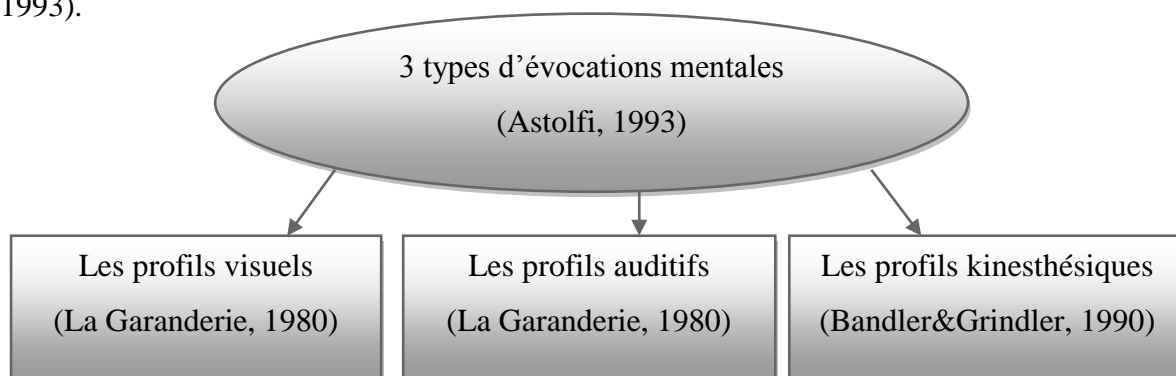 1993).
3 types d’évocations mentales
(Astolfi, 1993)
Les profils visuels
(La Garanderie, 1980)
Les profils auditifs
(La Garanderie, 1980)
Les profils kinesthésiques
(Bandler&Grindler, 1990)